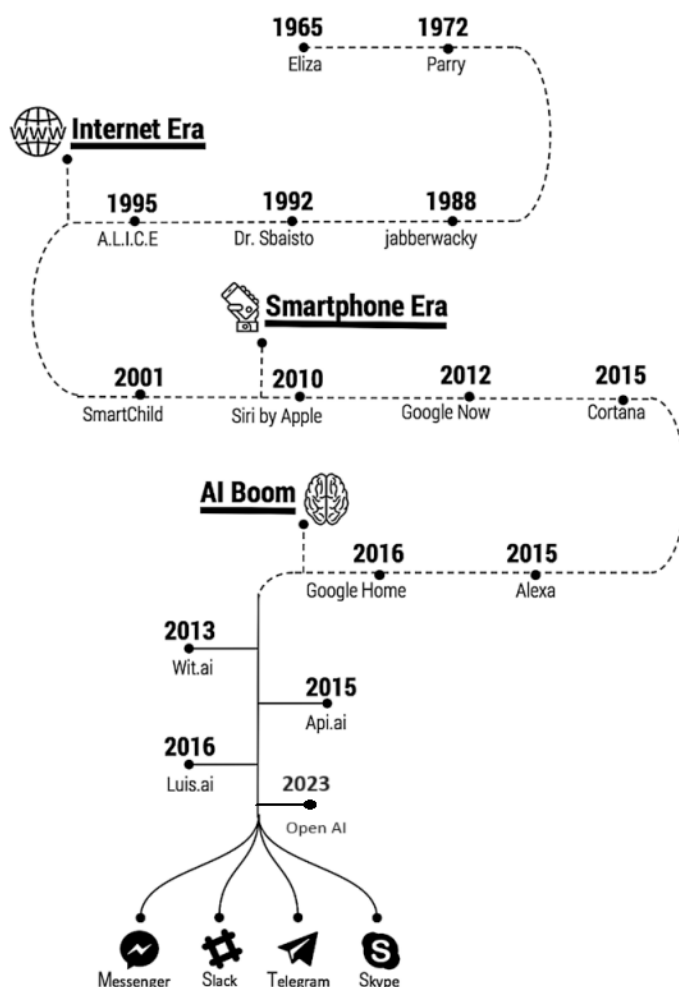 1965
1972
Eliza
Parry
WWW
Internet Era
1995
1992
1988
A.L.I.C.E
Dr. Sbaisto
jabberwacky
Smartphone Era
2001
2010
2012
2015
SmartChild
Siri by Apple
Google Now
Cortana
AI Boom
2016
2015
Google Home
Alexa
2013
Wit.ai
2015
Api.ai
2016
Luis.ai
2023
Open AI
Messenger
Slack
Telegram
Skype